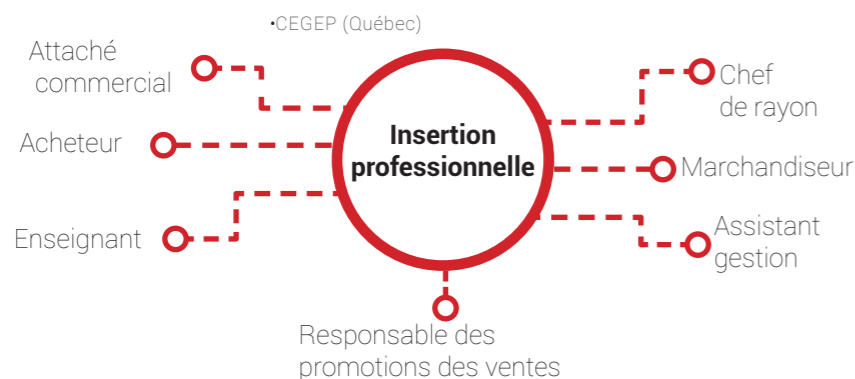 •CEGEP (Québec)
Attaché
commercial
Acheteur
Enseignant
Insertion
professionnelle
Chef
de rayon
Marchandiseur
Assistant
gestion
Responsable des
promotions des ventes